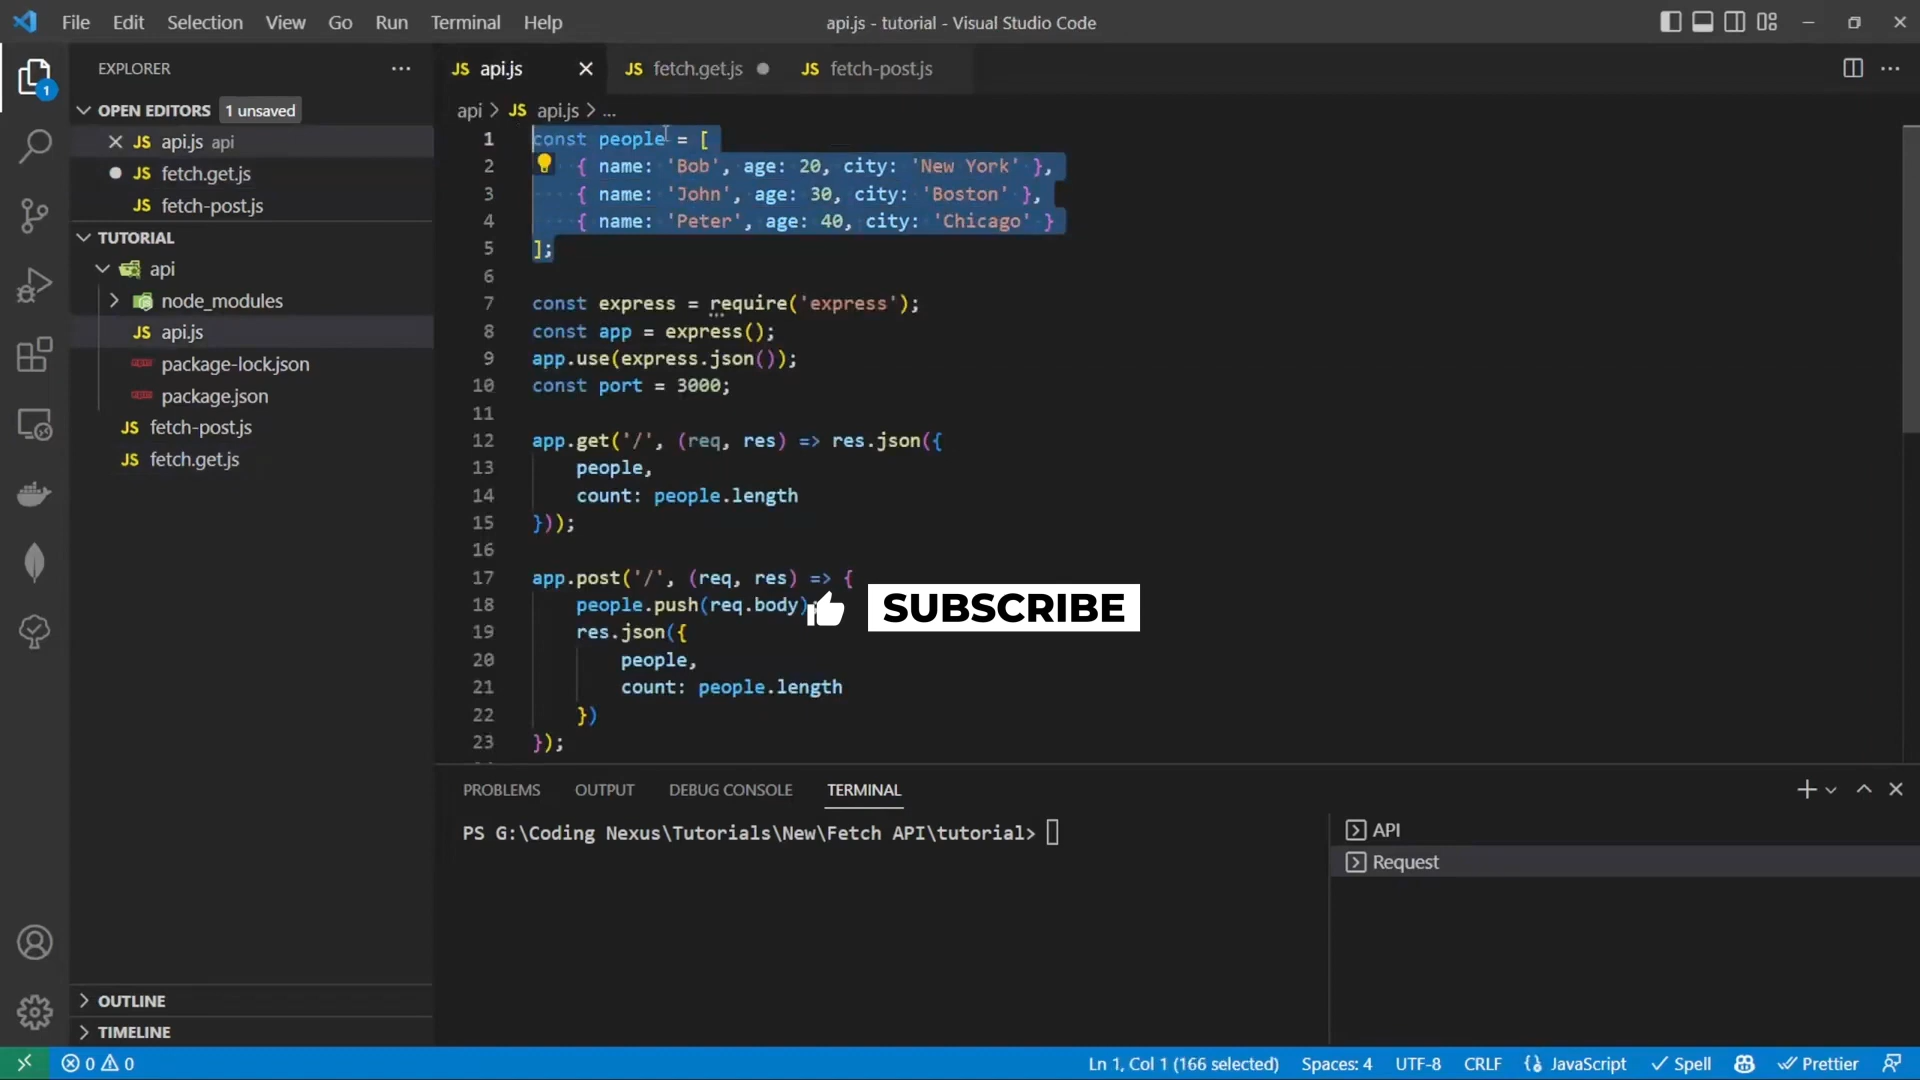 File Edit Selection View Go Run Terminal Help
api.js - tutorial - Visual Studio Code
EXPLORER
OPEN EDITORS 1 unsaved
JS api.js api
JS fetch.get.js
JS fetch-post.js
TUTORIAL
api
node_modules
JS api.js
package-lock.json
package.json
JS fetch-post.js
JS fetch.get.js
OUTLINE
TIMELINE
JS api.js
JS fetch.get.js
JS fetch-post.js
api > JS api.js > ...
1 const people = [
2 { name: 'Bob', age: 20, city: 'New York' },
3 { name: 'John', age: 30, city: 'Boston' },
4 { name: 'Peter', age: 40, city: 'Chicago' }
5 ];
6
7 const express = require('express');
8 const app = express();
9 app.use(express.json());
10 const port = 3000;
11
12 app.get('/', (req, res) => res.json({
13 people,
14 count: people.length
15 }));
16
17 app.post('/', (req, res) => {
18 people.push(req.body);
19 res.json({
20 people,
21 count: people.length
22 })
23 });
SUBSCRIBE
PROBLEMS OUTPUT DEBUG CONSOLE TERMINAL
PS G:\Coding Nexus\Tutorials\New\Fetch API\tutorial>
API
Request
0 0
Ln 1, Col 1 (166 selected) Spaces: 4 UTF-8 CRLF {} JavaScript Spell Prettier
1